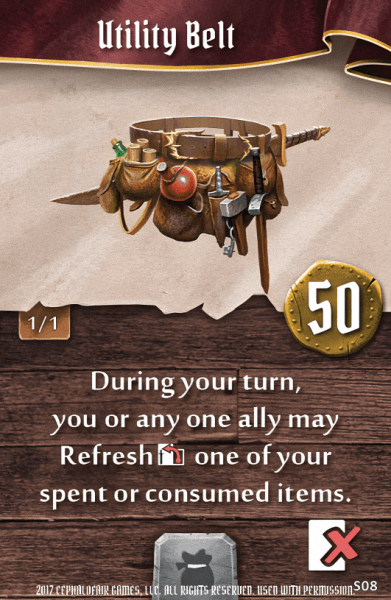 Utility Belt
50
1/1
During your turn,
you or any one ally may
Refresh one of your
spent or consumed items.
2017 CEPHALOFAIR GAMES, LLC. ALL RIGHTS RESERVED. USED WITH PERMISSION. S08